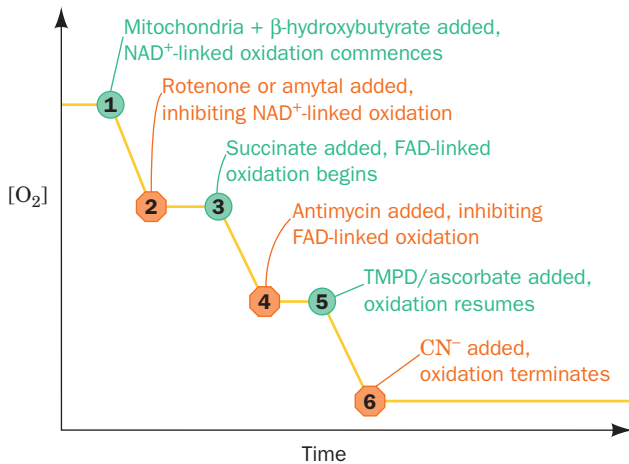 Mitochondria + β-hydroxybutyrate added,
NAD⁺-linked oxidation commences
1
Rotenone or amytal added,
inhibiting NAD⁺-linked oxidation
Succinate added, FAD-linked
oxidation begins
[O₂]
2
3
Antimycin added, inhibiting
FAD-linked oxidation
TMPD/ascorbate added,
oxidation resumes
4
5
CN⁻ added,
oxidation terminates
6
Time